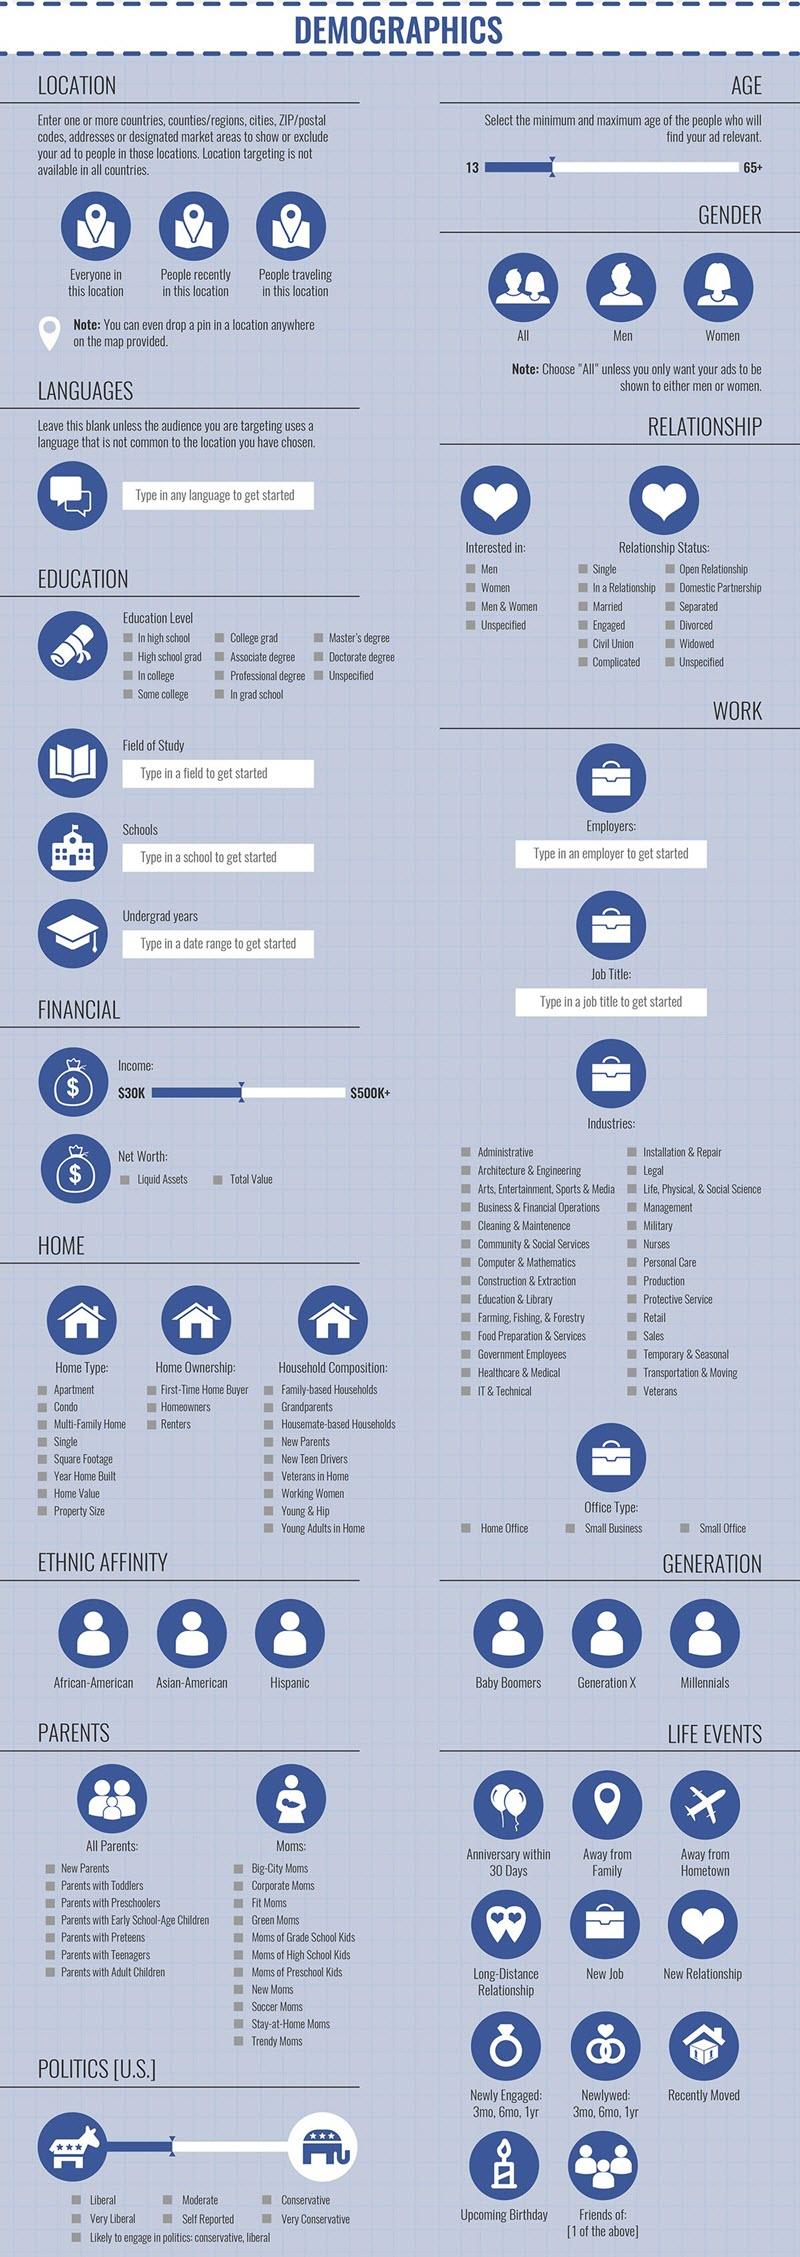 DEMOGRAPHICS
LOCATION
Enter one or more countries, counties/regions, cities, ZIP/postal
codes, addresses or designated market areas to show or exclude
your ad to people in those locations. Location targeting is not
available in all countries.
Everyone in
this location
People recently
in this location
People traveling
in this location
Note: You can even drop a pin in a location anywhere
on the map provided.
LANGUAGES
Leave this blank unless the audience you are targeting uses a
language that is not common to the location you have chosen.
Type in any language to get started
EDUCATION
Education Level
In high school
High school grad
In college
Some college
College grad
Associate degree
Professional degree
In grad school
Master's degree
Doctorate degree
Unspecified
Field of Study
Type in a field to get started
Schools
Type in a school to get started
Undergrad years
Type in a date range to get started
FINANCIAL
Income:
$30K
$500K+
$
Net Worth:
$
Liquid Assets
Total Value
HOME
Home Type:
Apartment
Condo
Multi-Family Home
Single
Square Footage
Year Home Built
Home Value
Property Size
Home Ownership:
First-Time Home Buyer
Homeowners
Renters
Household Composition:
Family-based Households
Grandparents
Housemate-based Households
New Parents
New Teen Drivers
Veterans in Home
Working Women
Young & Hip
Young Adults in Home
ETHNIC AFFINITY
African-American
Asian-American
Hispanic
PARENTS
All Parents:
New Parents
Parents with Toddlers
Parents with Preschoolers
Parents with Early School-Age Children
Parents with Preteens
Parents with Teenagers
Parents with Adult Children
Moms:
Big-City Moms
Corporate Moms
Fit Moms
Green Moms
Moms of Grade School Kids
Moms of High School Kids
Moms of Preschool Kids
New Moms
Soccer Moms
Stay-at-Home Moms
Trendy Moms
POLITICS [U.S.]
Liberal
Moderate
Conservative
Very Liberal
Self Reported
Very Conservative
Likely to engage in politics: conservative, liberal
AGE
Select the minimum and maximum age of the people who will
find your ad relevant.
13
65+
GENDER
All
Men
Women
Note: Choose "All" unless you only want your ads to be
shown to either men or women.
RELATIONSHIP
Interested in:
Men
Women
Men & Women
Unspecified
Relationship Status:
Single
In a Relationship
Married
Engaged
Civil Union
Complicated
Open Relationship
Domestic Partnership
Separated
Divorced
Widowed
Unspecified
WORK
Employers:
Type in an employer to get started
Job Title:
Type in a job title to get started
Industries:
Administrative
Architecture & Engineering
Arts, Entertainment, Sports & Media
Business & Financial Operations
Cleaning & Maintenence
Community & Social Services
Computer & Mathematics
Construction & Extraction
Education & Library
Farming, Fishing, & Forestry
Food Preparation & Services
Government Employees
Healthcare & Medical
IT & Technical
Installation & Repair
Legal
Life, Physical, & Social Science
Management
Military
Nurses
Personal Care
Production
Protective Service
Retail
Sales
Temporary & Seasonal
Transportation & Moving
Veterans
Office Type:
Home Office
Small Business
Small Office
GENERATION
Baby Boomers
Generation X
Millennials
LIFE EVENTS
Anniversary within
30 Days
Away from
Family
Away from
Hometown
Long-Distance
Relationship
New Job
New Relationship
Newly Engaged:
3mo, 6mo, 1yr
Newlywed:
3mo, 6mo, 1yr
Recently Moved
Upcoming Birthday
Friends of:
[1 of the above]